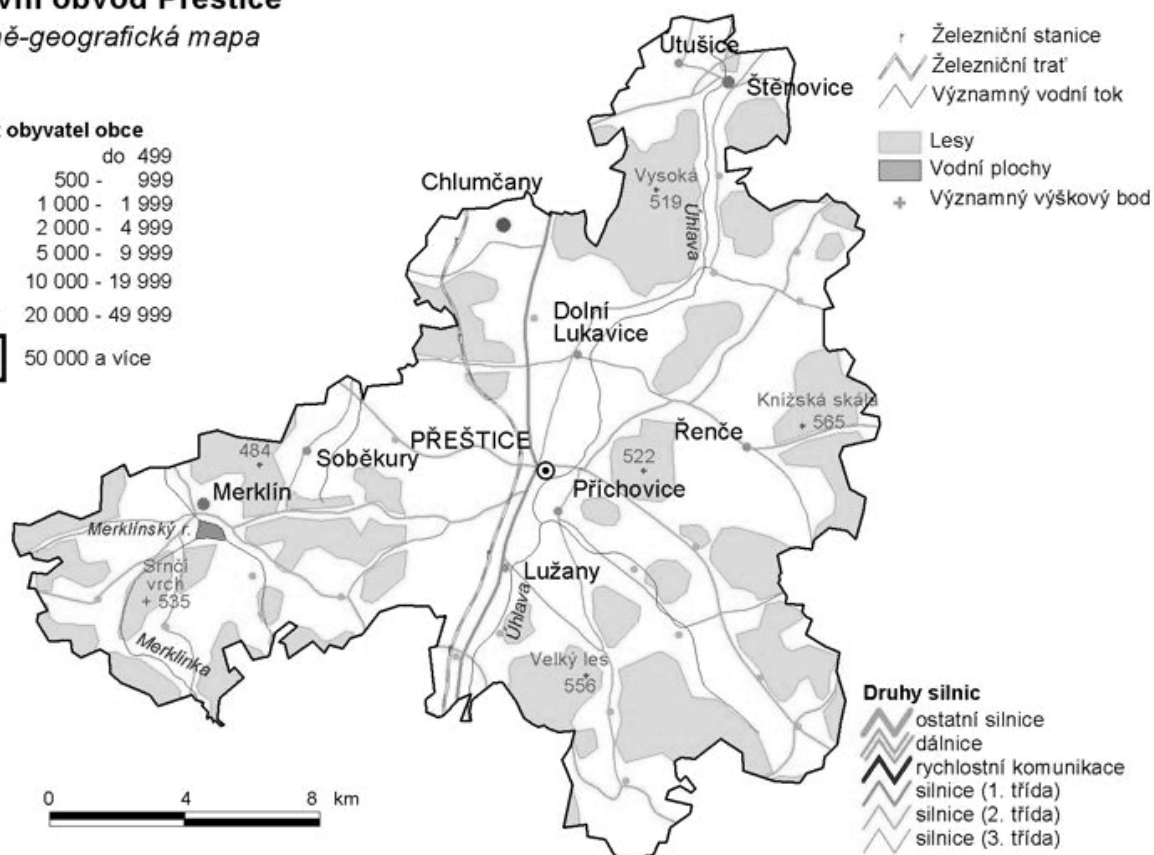 obvod Přeštice
-geografická mapa
obyvatel obce
do 499
500 - 999
1 000 - 1 999
2 000 - 4 999
5 000 - 9 999
10 000 - 19 999
20 000 - 49 999
50 000 a více
Železniční stanice
Železniční trať
Významný vodní tok
Lesy
Vodní plochy
Významný výškový bod
Utušice
Štěnovice
Vysoká
519
Úhlava
Chlumčany
Dolní
Lukavice
Knížská skála
565
PŘEŠTICE
Řenče
522
484
Soběkury
Merklín
Příchovice
Merklínský r.
Srnčí
vrch
535
Lužany
Úhlava
Merklínka
Velký les
556
Druhy silnic
ostatní silnice
dálnice
rychlostní komunikace
silnice (1. třída)
silnice (2. třída)
silnice (3. třída)
0 4 8 km